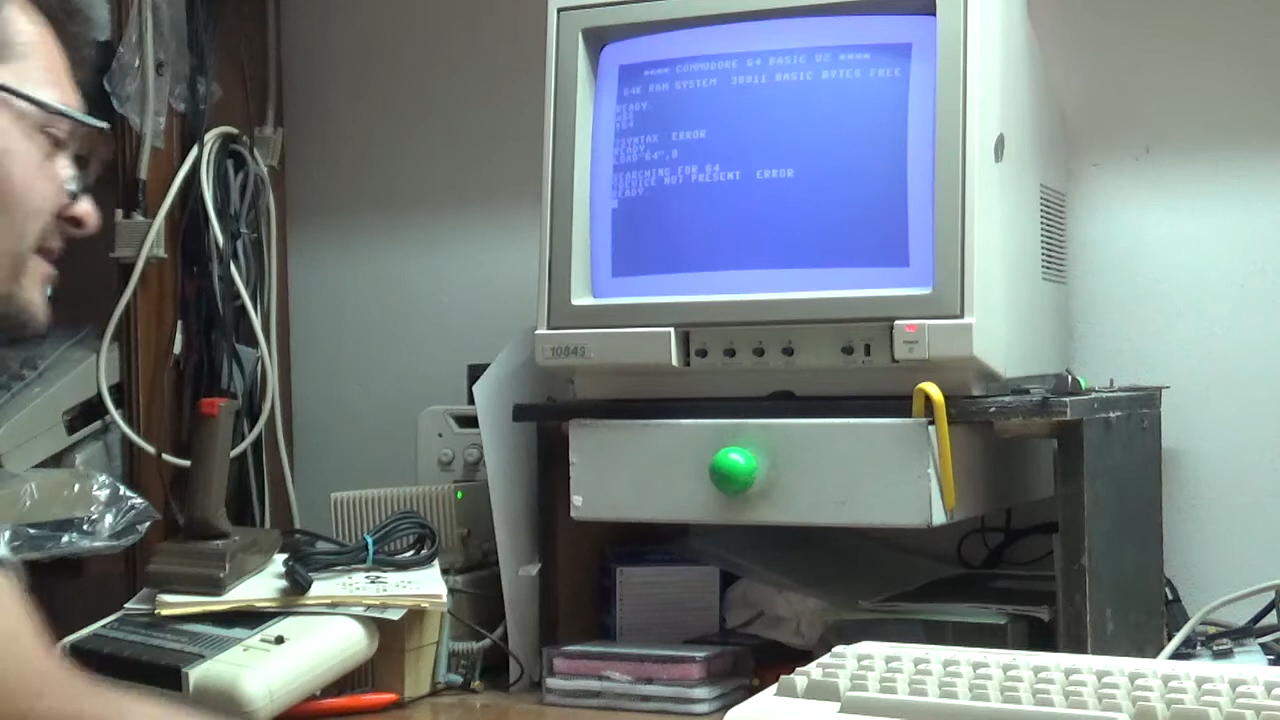 **** COMMODORE 64 BASIC V2 ****
64K RAM SYSTEM 38911 BASIC BYTES FREE
READY.
?SYNTAX ERROR
READY.
LOAD"64",8
SEARCHING FOR 64
?DEVICE NOT PRESENT ERROR
READY.
1084S
POWER